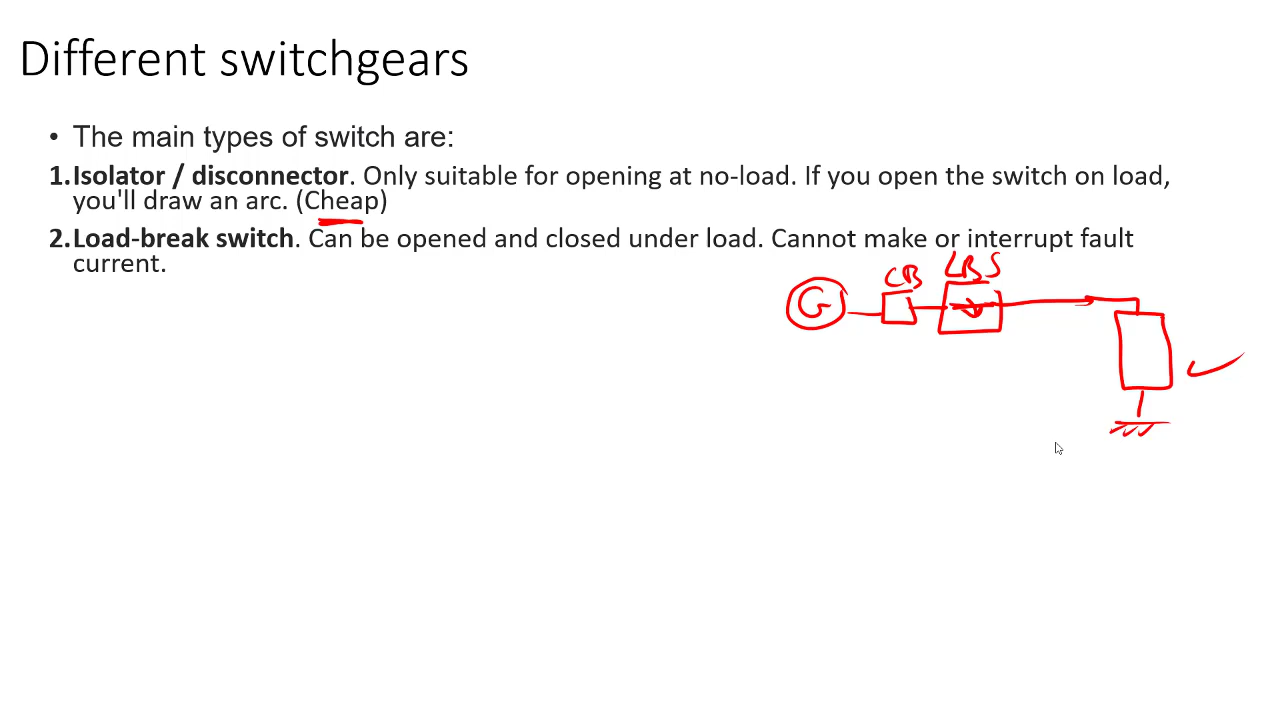 Different switchgears
• The main types of switch are:
1. Isolator / disconnector. Only suitable for opening at no-load. If you open the switch on load,
you'll draw an arc. (Cheap)
2. Load-break switch. Can be opened and closed under load. Cannot make or interrupt fault
current.
CB LBS
G